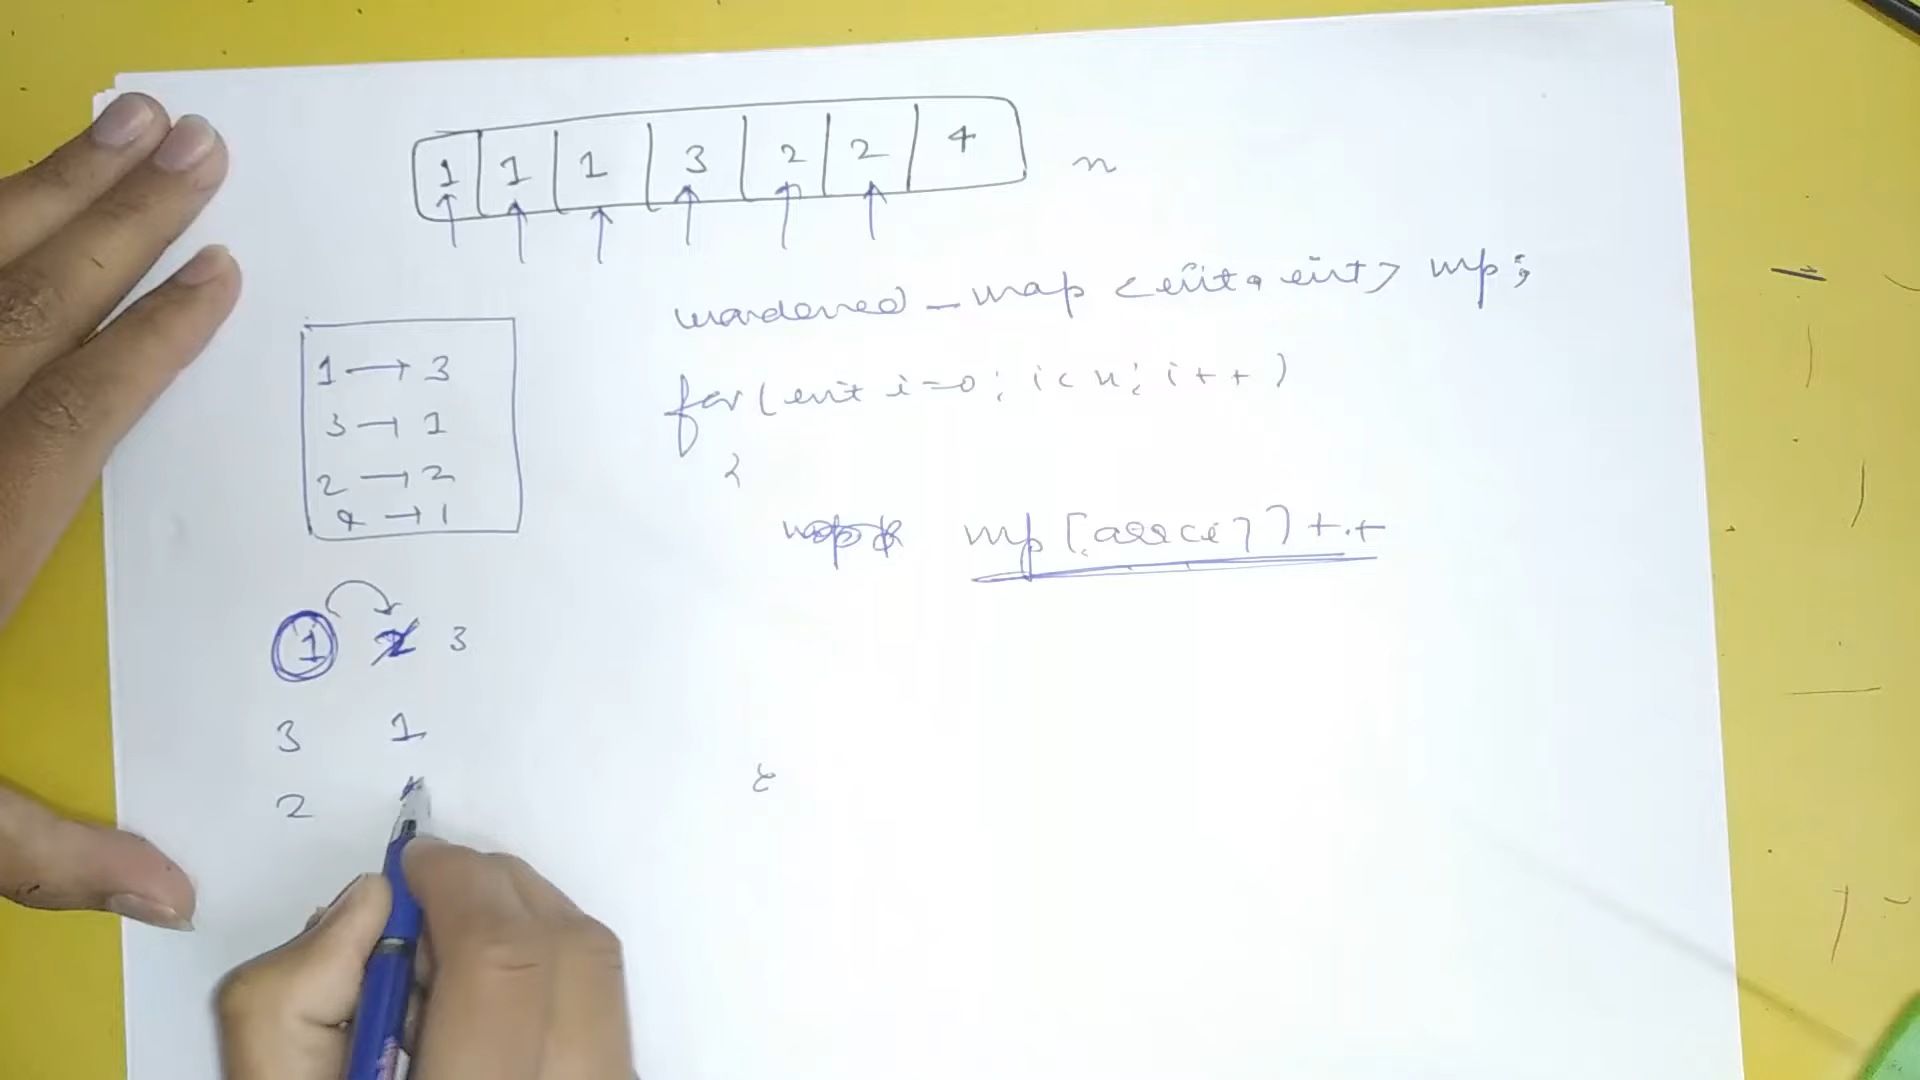 1 1 1 3 2 2 4 n
unordered_map <int, int> mp;
for (int i=0; i<n; i++)
{
mp[arr[i]]++
}
1 → 3
3 → 1
2 → 2
4 → 1
1 2 3
3 1
2